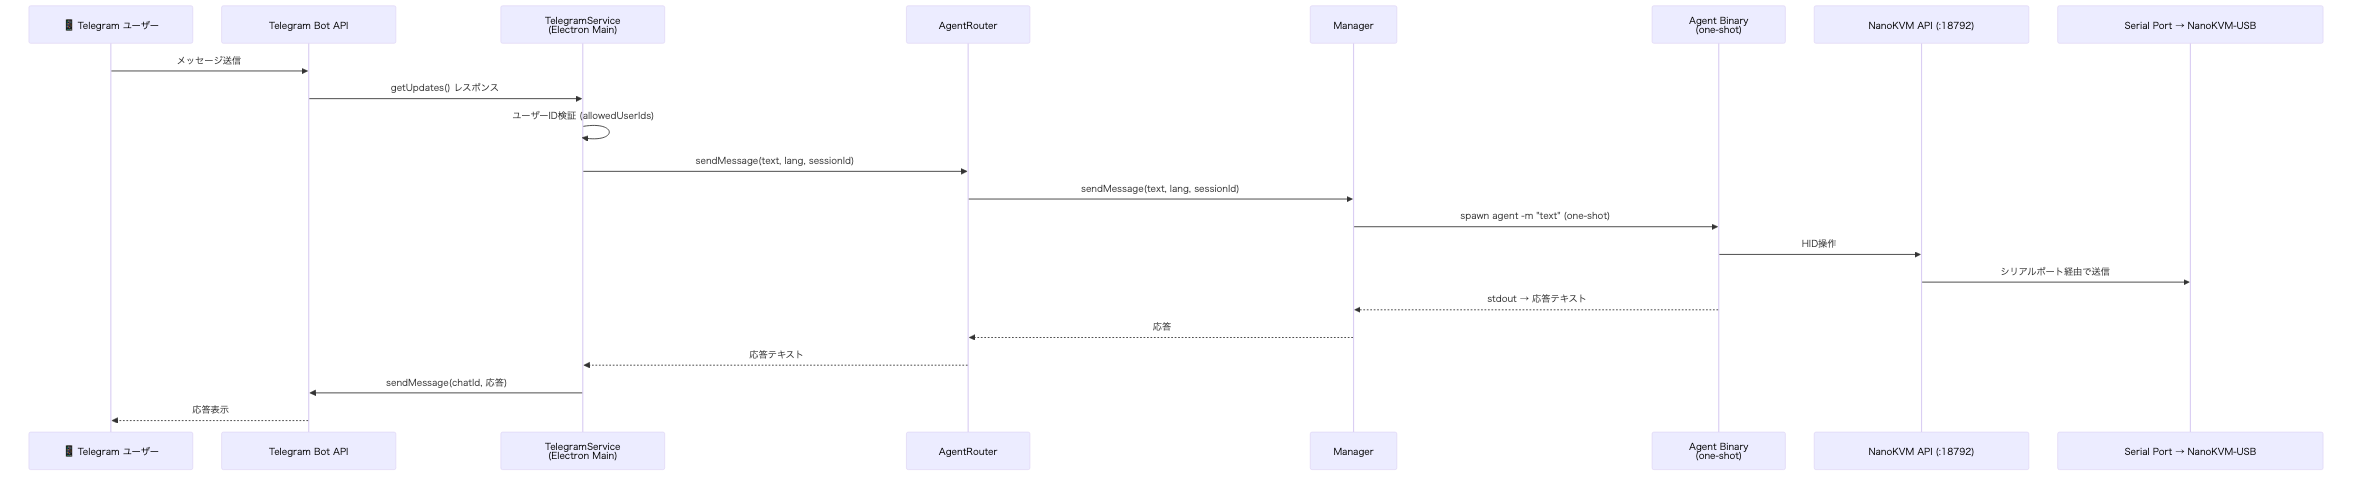 📱 Telegram ユーザー
Telegram Bot API
TelegramService
(Electron Main)
AgentRouter
Manager
Agent Binary
(one-shot)
NanoKVM API (:18792)
Serial Port → NanoKVM-USB
メッセージ送信
getUpdates() レスポンス
ユーザーID検証 (allowedUserIds)
sendMessage(text, lang, sessionId)
sendMessage(text, lang, sessionId)
spawn agent -m "text" (one-shot)
HID操作
シリアルポート経由で送信
stdout → 応答テキスト
応答
応答テキスト
sendMessage(chatId, 応答)
応答表示
📱 Telegram ユーザー
Telegram Bot API
TelegramService
(Electron Main)
AgentRouter
Manager
Agent Binary
(one-shot)
NanoKVM API (:18792)
Serial Port → NanoKVM-USB